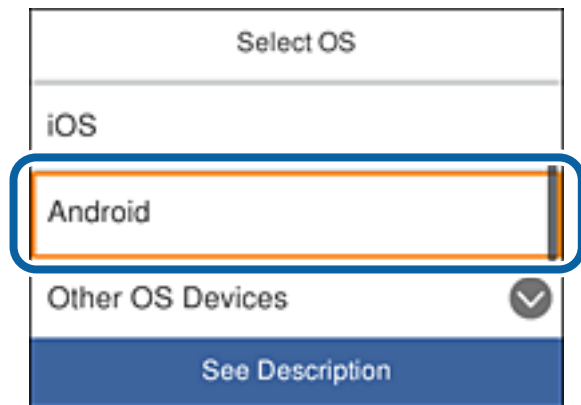 Select OS
iOS
Android
Other OS Devices
See Description